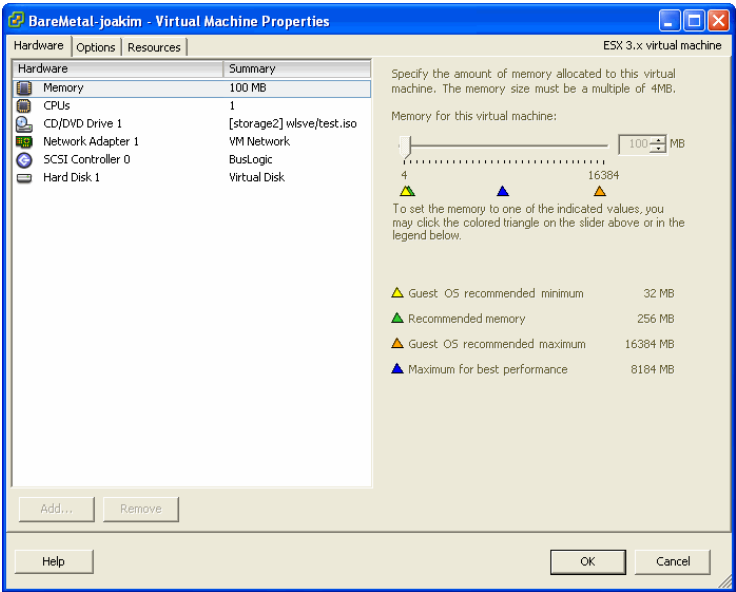 BareMetal-joakim - Virtual Machine Properties
Hardware Options Resources ESX 3.x virtual machine
Hardware Summary
Memory 100 MB
CPUs 1
CD/DVD Drive 1 [storage2] wlsve/test.iso
Network Adapter 1 VM Network
SCSI Controller 0 BusLogic
Hard Disk 1 Virtual Disk
Add... Remove
Specify the amount of memory allocated to this virtual
machine. The memory size must be a multiple of 4MB.
Memory for this virtual machine:
100 MB
4 16384
To set the memory to one of the indicated values, you
may click the colored triangle on the slider above or in the
legend below.
Guest OS recommended minimum 32 MB
Recommended memory 256 MB
Guest OS recommended maximum 16384 MB
Maximum for best performance 8184 MB
Help OK Cancel